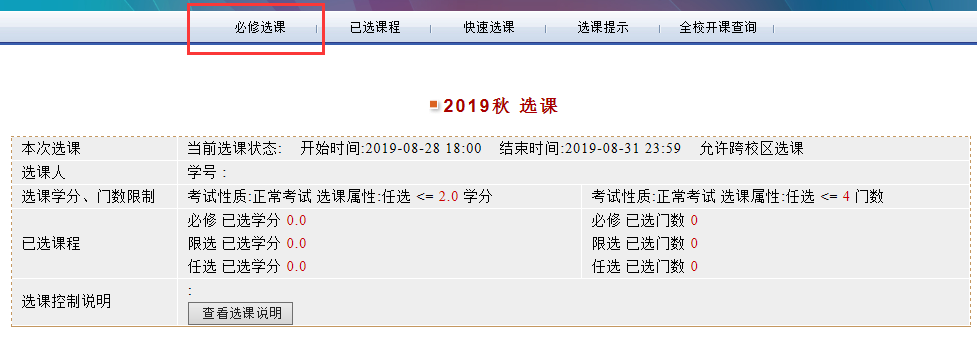 必修选课 已选课程 快速选课 选课提示 全校开课查询
2019秋 选课
本次选课 当前选课状态: 开始时间:2019-08-28 18:00 结束时间:2019-08-31 23:59 允许跨校区选课
选课人 学号 :
选课学分、门数限制 考试性质:正常考试 选课属性:任选 <= 2.0 学分 考试性质:正常考试 选课属性:任选 <= 4 门数
必修 已选学分 0.0 必修 已选门数 0
已选课程 限选 已选学分 0.0 限选 已选门数 0
任选 已选学分 0.0 任选 已选门数 0
选课控制说明 :
查看选课说明